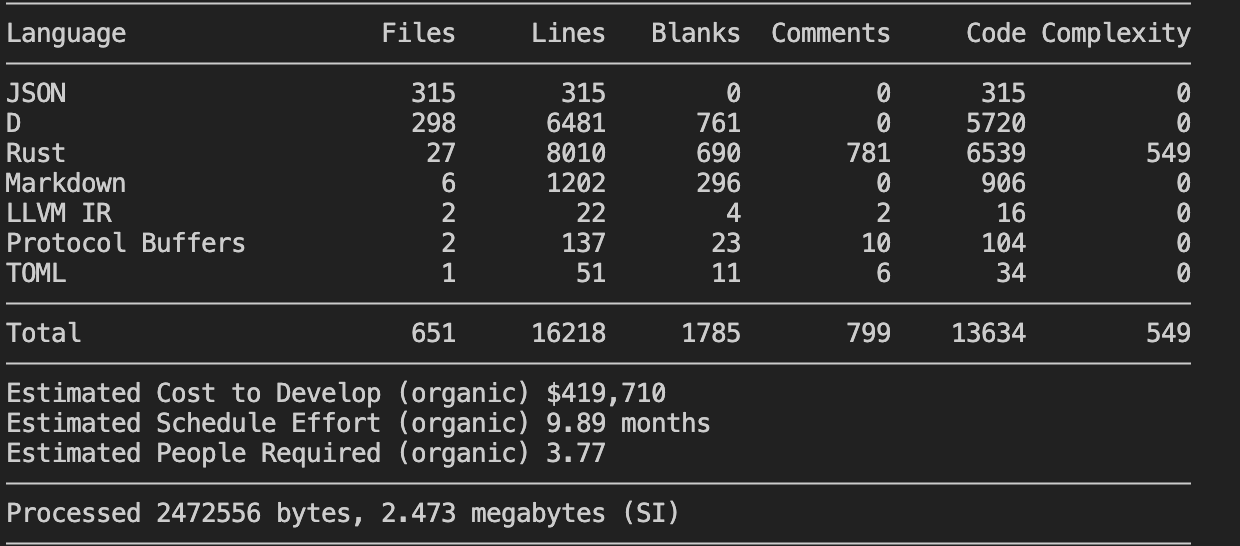 Language Files Lines Blanks Comments Code Complexity
JSON 315 315 0 0 315 0
D 298 6481 761 0 5720 0
Rust 27 8010 690 781 6539 549
Markdown 6 1202 296 0 906 0
LLVM IR 2 22 4 2 16 0
Protocol Buffers 2 137 23 10 104 0
TOML 1 51 11 6 34 0
Total 651 16218 1785 799 13634 549
Estimated Cost to Develop (organic) $419,710
Estimated Schedule Effort (organic) 9.89 months
Estimated People Required (organic) 3.77
Processed 2472556 bytes, 2.473 megabytes (SI)